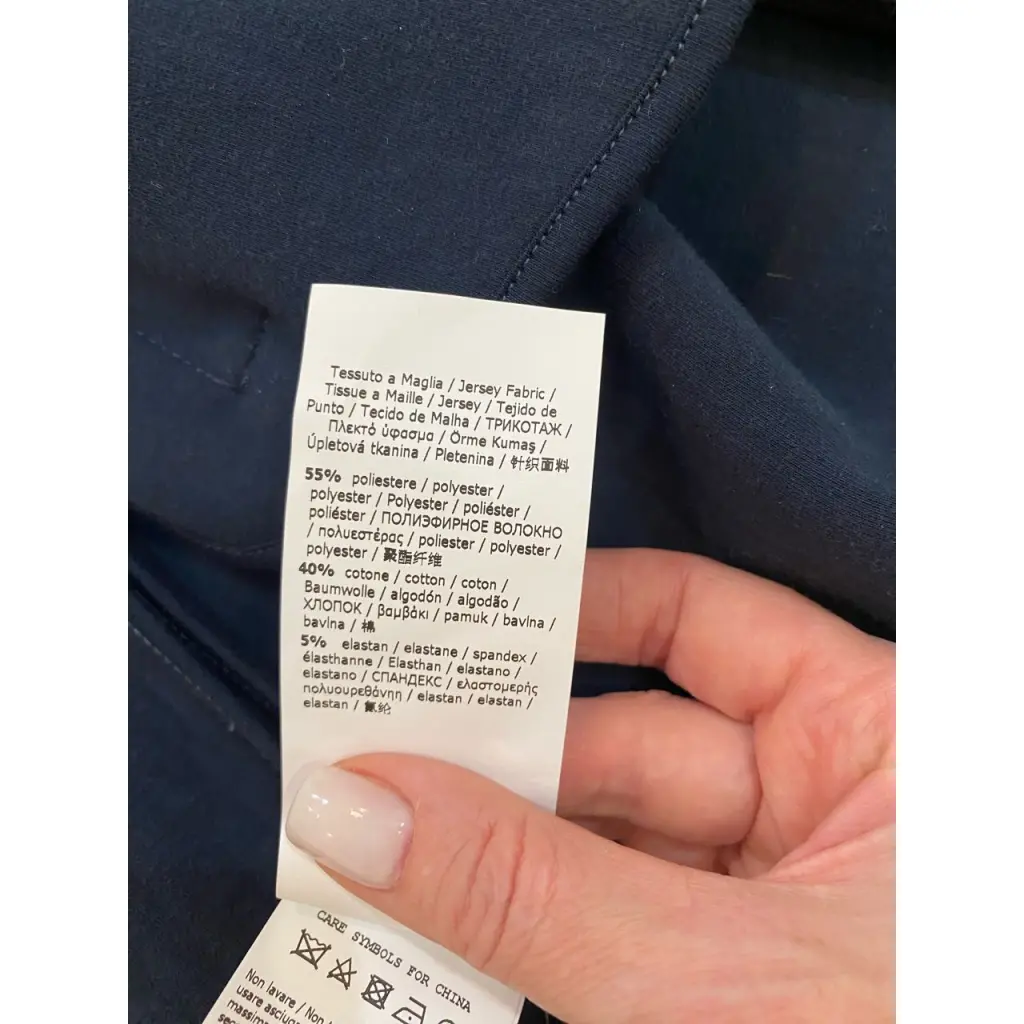 Tessuto a Maglia / Jersey Fabric /
Tissue a Maille / Jersey / Tejido de
Punto / Tecido de Malha / ТРИКОТАЖ /
Πλεκτό ύφασμα / Örme Kumaş /
Úpletová tkanina / Pletenina / 针织面料
55% poliestere / polyester /
polyester / Polyester / poliéster /
poliéster / ПОЛИЭФИРНОЕ ВОЛОКНО
/ πολυεστέρας / poliester / polyester /
polyester / 聚酯纤维
40% cotone / cotton / coton /
Baumwolle / algodón / algodão /
ХЛОПОК / βαμβάκι / pamuk / bavlna /
bavlna / 棉
5% elastan / elastane / spandex /
élasthanne / Elasthan / elastano /
elastano / СПАНДЕКС / ελαστομερής
πολυουρεθάνη / elastan / elastan /
elastan / 氨纶
CARE SYMBOLS FOR CHINA
Non lavare / Non
usare
massim